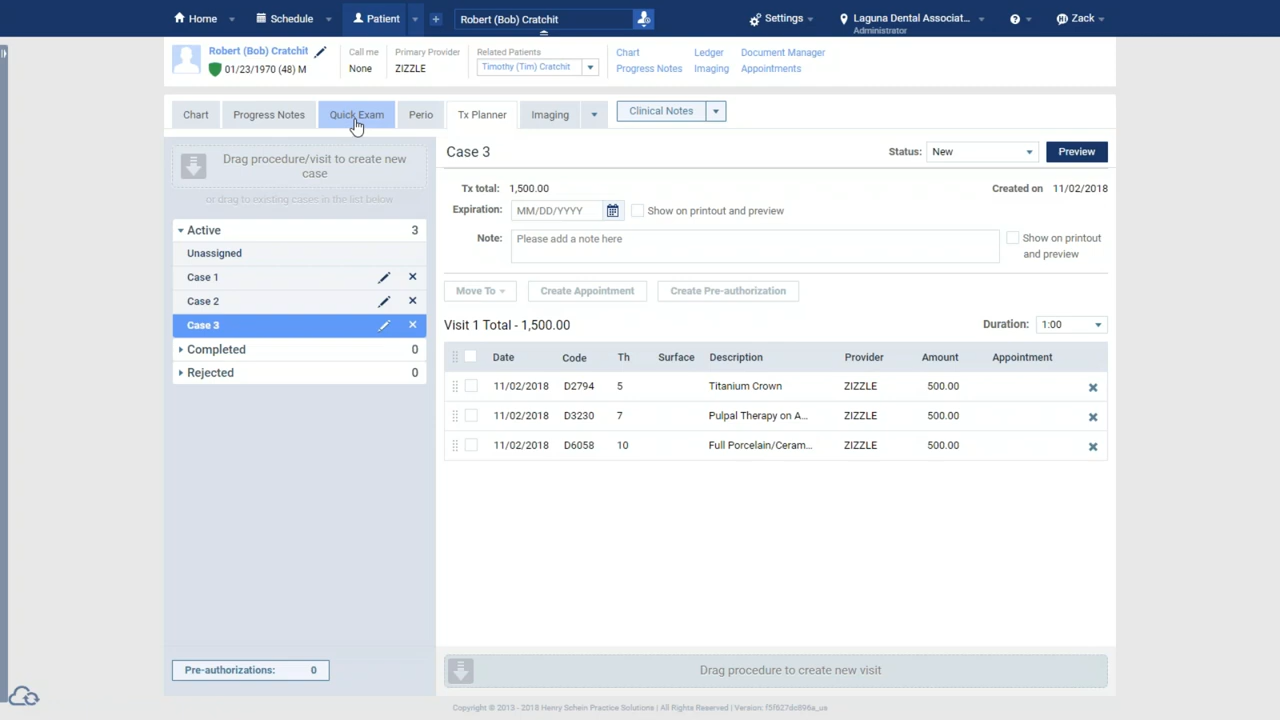 Home Schedule Patient + Robert (Bob) Cratchit Settings Laguna Dental Associat... ? Zack
Administrator
Robert (Bob) Cratchit Call me Primary Provider Related Patients Chart Ledger Document Manager
01/23/1970 (48) M None ZIZZLE Timothy (Tim) Cratchit Progress Notes Imaging Appointments
Chart Progress Notes Quick Exam Perio Tx Planner Imaging Clinical Notes
Drag procedure/visit to create new
case
or drag to existing cases in the list below
Active 3
Unassigned
Case 1
Case 2
Case 3
Completed 0
Rejected 0
Pre-authorizations: 0
Case 3 Status: New Preview
Tx total: 1,500.00 Created on 11/02/2018
Expiration: MM/DD/YYYY Show on printout and preview
Note: Please add a note here Show on printout
and preview
Move To Create Appointment Create Pre-authorization
Visit 1 Total - 1,500.00 Duration: 1:00
Date Code Th Surface Description Provider Amount Appointment
11/02/2018 D2794 5 Titanium Crown ZIZZLE 500.00
11/02/2018 D3230 7 Pulpal Therapy on A... ZIZZLE 500.00
11/02/2018 D6058 10 Full Porcelain/Ceram... ZIZZLE 500.00
Drag procedure to create new visit
Copyright © 2013 - 2018 Henry Schein Practice Solutions | All Rights Reserved | Version: